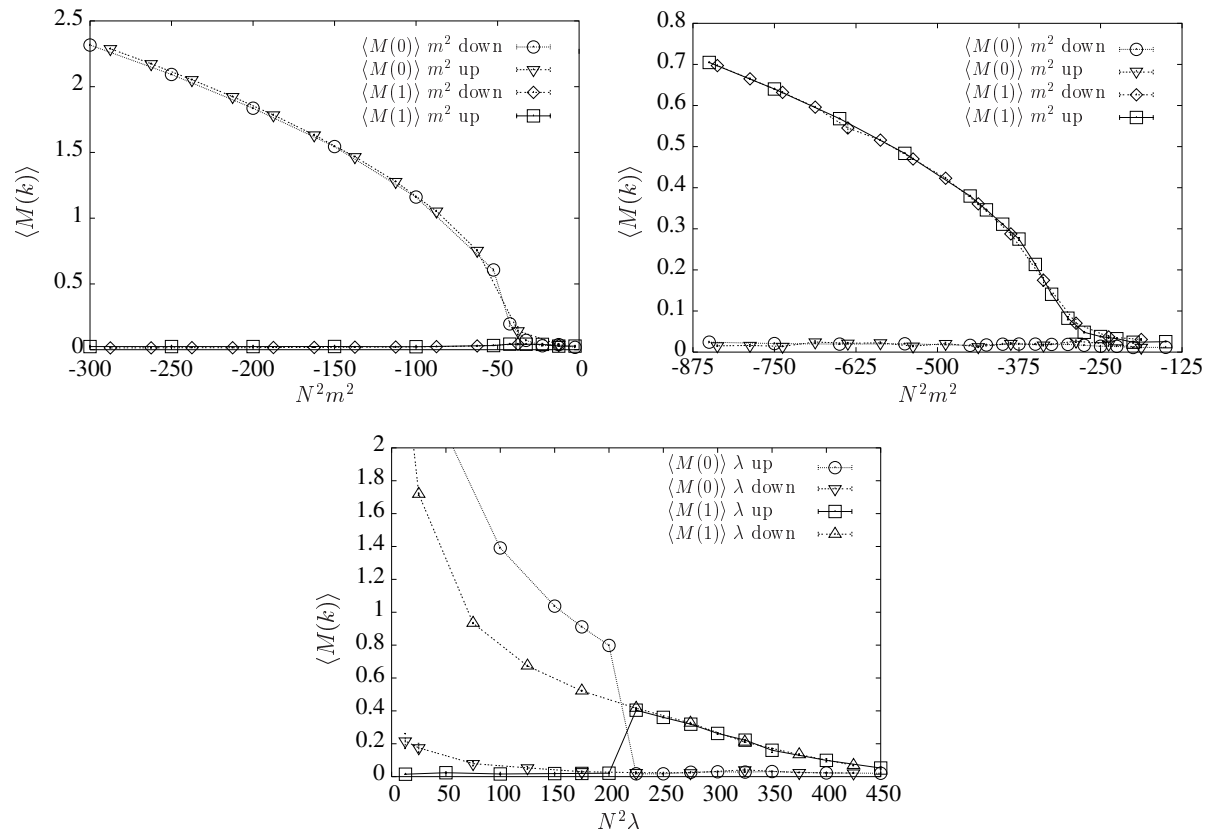 2.5
2
1.5
1
0.5
0
⟨M(k)⟩
-300 -250 -200 -150 -100 -50 0
N²m²
⟨M(0)⟩ m² down
⟨M(0)⟩ m² up
⟨M(1)⟩ m² down
⟨M(1)⟩ m² up
0.8
0.7
0.6
0.5
0.4
0.3
0.2
0.1
0
⟨M(k)⟩
-875 -750 -625 -500 -375 -250 -125
N²m²
⟨M(0)⟩ m² down
⟨M(0)⟩ m² up
⟨M(1)⟩ m² down
⟨M(1)⟩ m² up
2
1.8
1.6
1.4
1.2
1
0.8
0.6
0.4
0.2
0
⟨M(k)⟩
0 50 100 150 200 250 300 350 400 450
N²λ
⟨M(0)⟩ λ up
⟨M(0)⟩ λ down
⟨M(1)⟩ λ up
⟨M(1)⟩ λ down